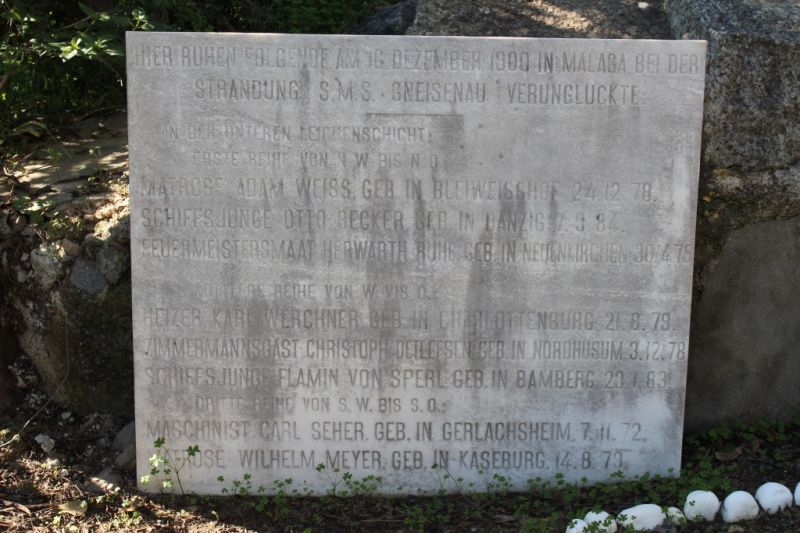 HIER RUHEN FOLGENDE AM 16 DEZEMBER 1900 IN MALAGA BEI DER
STRANDUNG S.M.S. GNEISENAU VERUNGLUCKTE
IN DER UNTEREN LEICHENSCHICHT:
ERSTE REIHE VON N.W. BIS N.O.:
MATROSE ADAM WEISS, GEB. IN BLEIWEISSHOF 24.12.78.
SCHIFFSJUNGE OTTO BECKER GEB. IN DANZIG 7.3.84.
FEUERMEISTERSMAAT HERWARTH RUHE, GEB. IN NEUENKIRCHEN 30.4.75
MITTLERE REIHE VON W. VIS O.:
HEIZER KARL WERCHNER GEB. IN CHARLOTTENBURG 21.8.79.
ZIMMERMANNSGAST CHRISTOPH DETLEFSEN, GEB. IN NORDHUSUM 3.12.78
SCHIFFSJUNGE FLAMIN VON SPERL, GEB. IN BAMBERG 23.1.83.
DRITTE REIHE VON S.W. BIS S.O.:
MASCHINIST CARL SEHER, GEB. IN GERLACHSHEIM, 7.11.72.
MATROSE WILHELM MEYER, GEB. IN KASEBURG, 14.8.79.